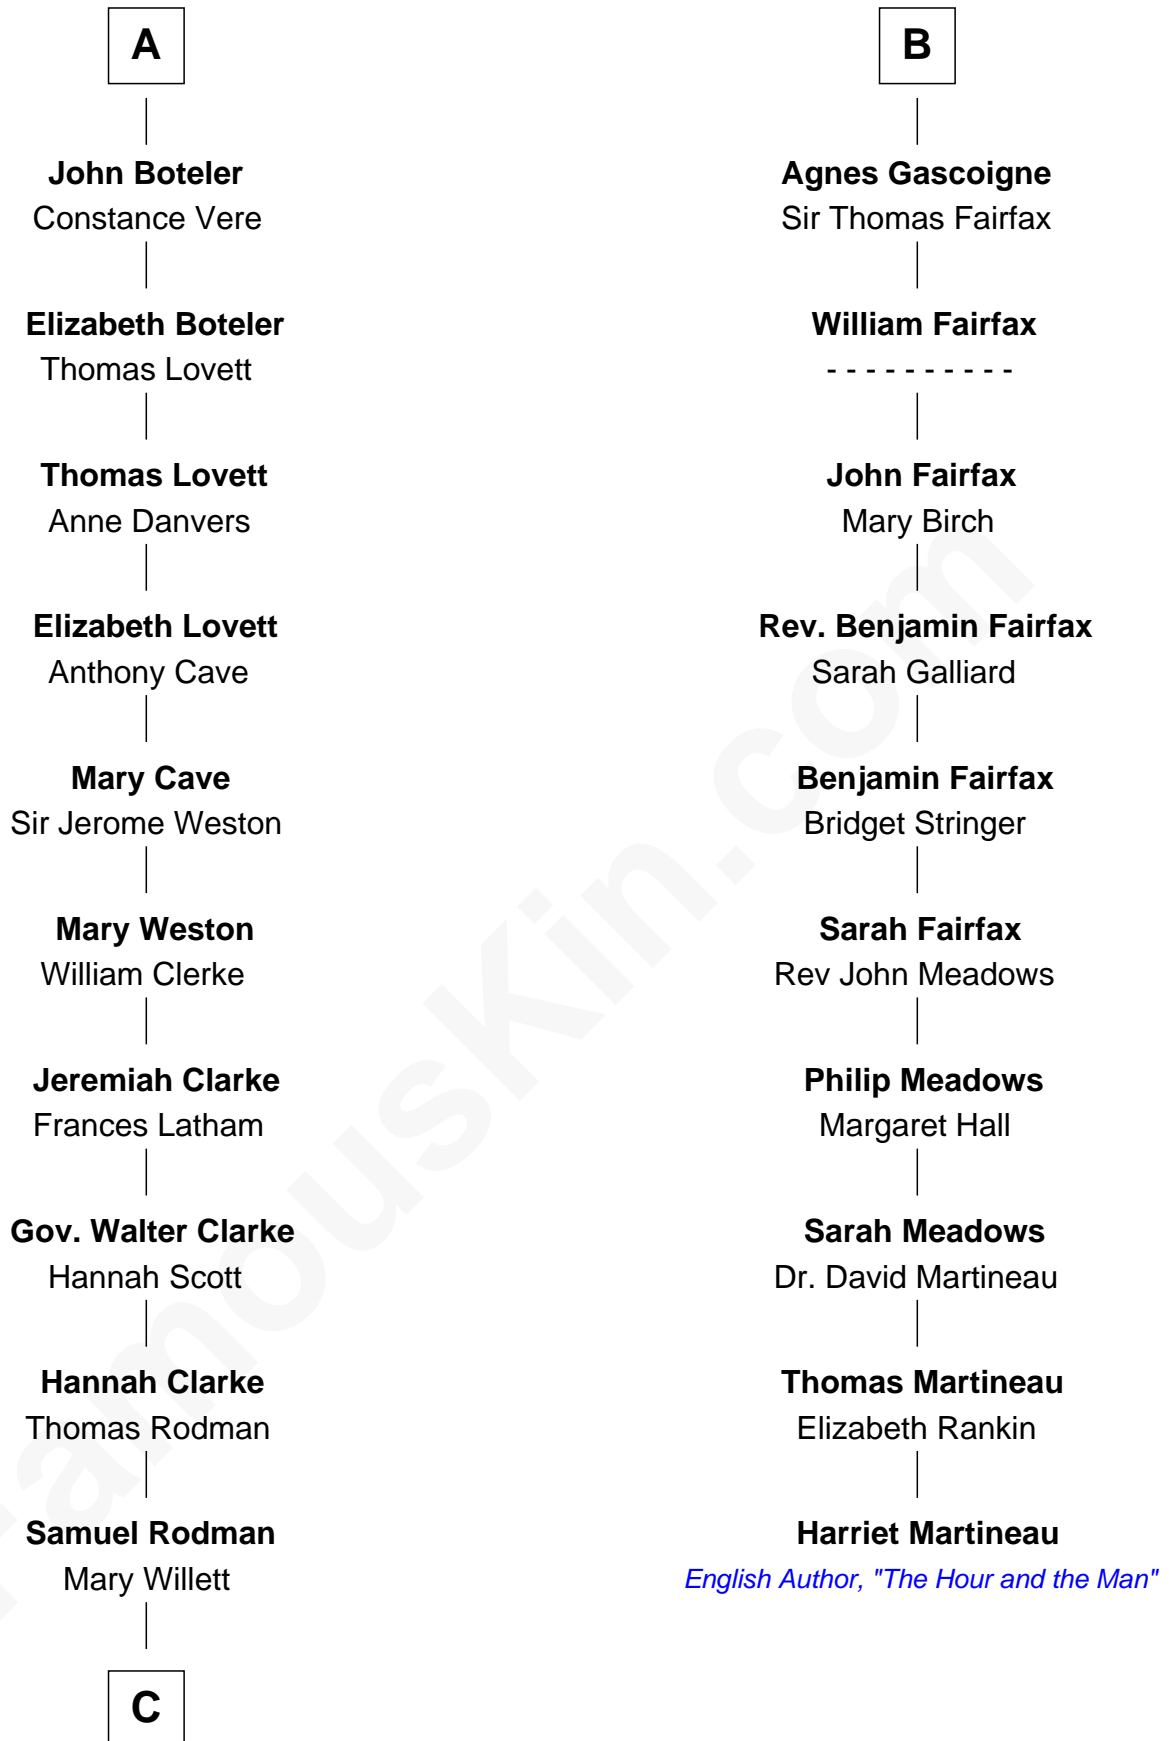 A
John Boteler
Constance Vere
Elizabeth Boteler
Thomas Lovett
Thomas Lovett
Anne Danvers
Elizabeth Lovett
Anthony Cave
Mary Cave
Sir Jerome Weston
Mary Weston
William Clerke
Jeremiah Clarke
Frances Latham
Gov. Walter Clarke
Hannah Scott
Hannah Clarke
Thomas Rodman
Samuel Rodman
Mary Willett
C
B
Agnes Gascoigne
Sir Thomas Fairfax
William Fairfax
- - - - - - - - - -
John Fairfax
Mary Birch
Rev. Benjamin Fairfax
Sarah Galliard
Benjamin Fairfax
Bridget Stringer
Sarah Fairfax
Rev John Meadows
Philip Meadows
Margaret Hall
Sarah Meadows
Dr. David Martineau
Thomas Martineau
Elizabeth Rankin
Harriet Martineau
English Author, "The Hour and the Man"
FamousKin.com